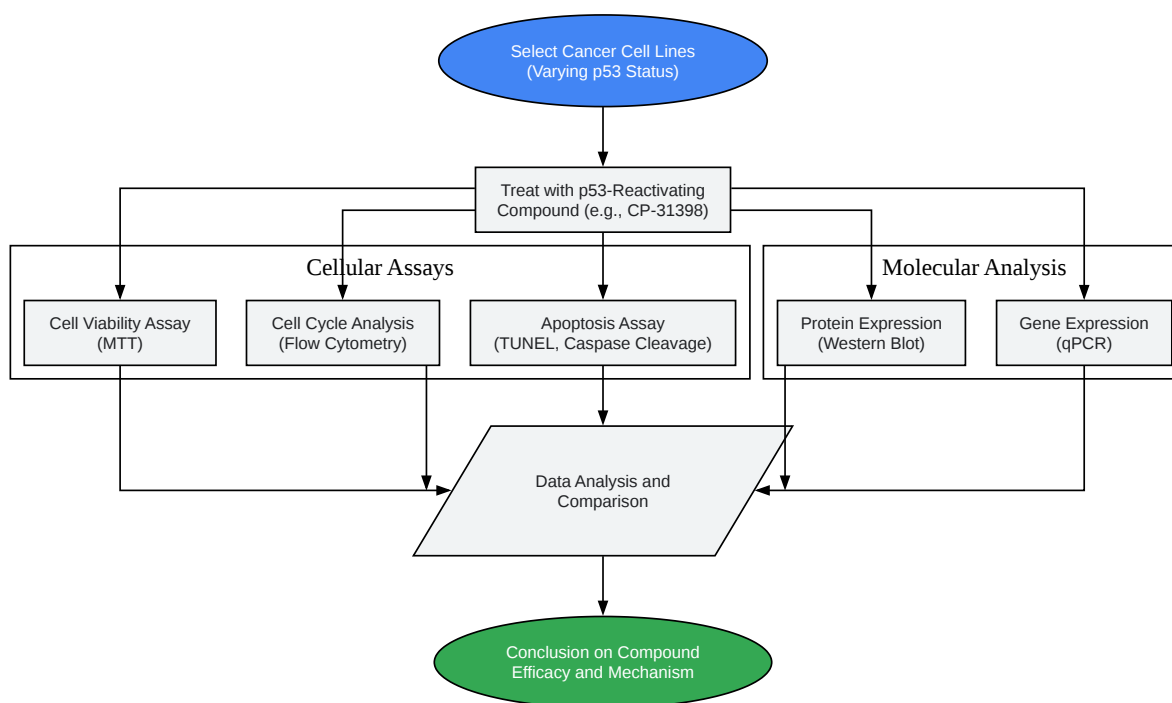 Select Cancer Cell Lines
(Varying p53 Status)
Treat with p53-Reactivating
Compound (e.g., CP-31398)
Cellular Assays
Molecular Analysis
Cell Viability Assay
(MTT)
Cell Cycle Analysis
(Flow Cytometry)
Apoptosis Assay
(TUNEL, Caspase Cleavage)
Protein Expression
(Western Blot)
Gene Expression
(qPCR)
Data Analysis and
Comparison
Conclusion on Compound
Efficacy and Mechanism